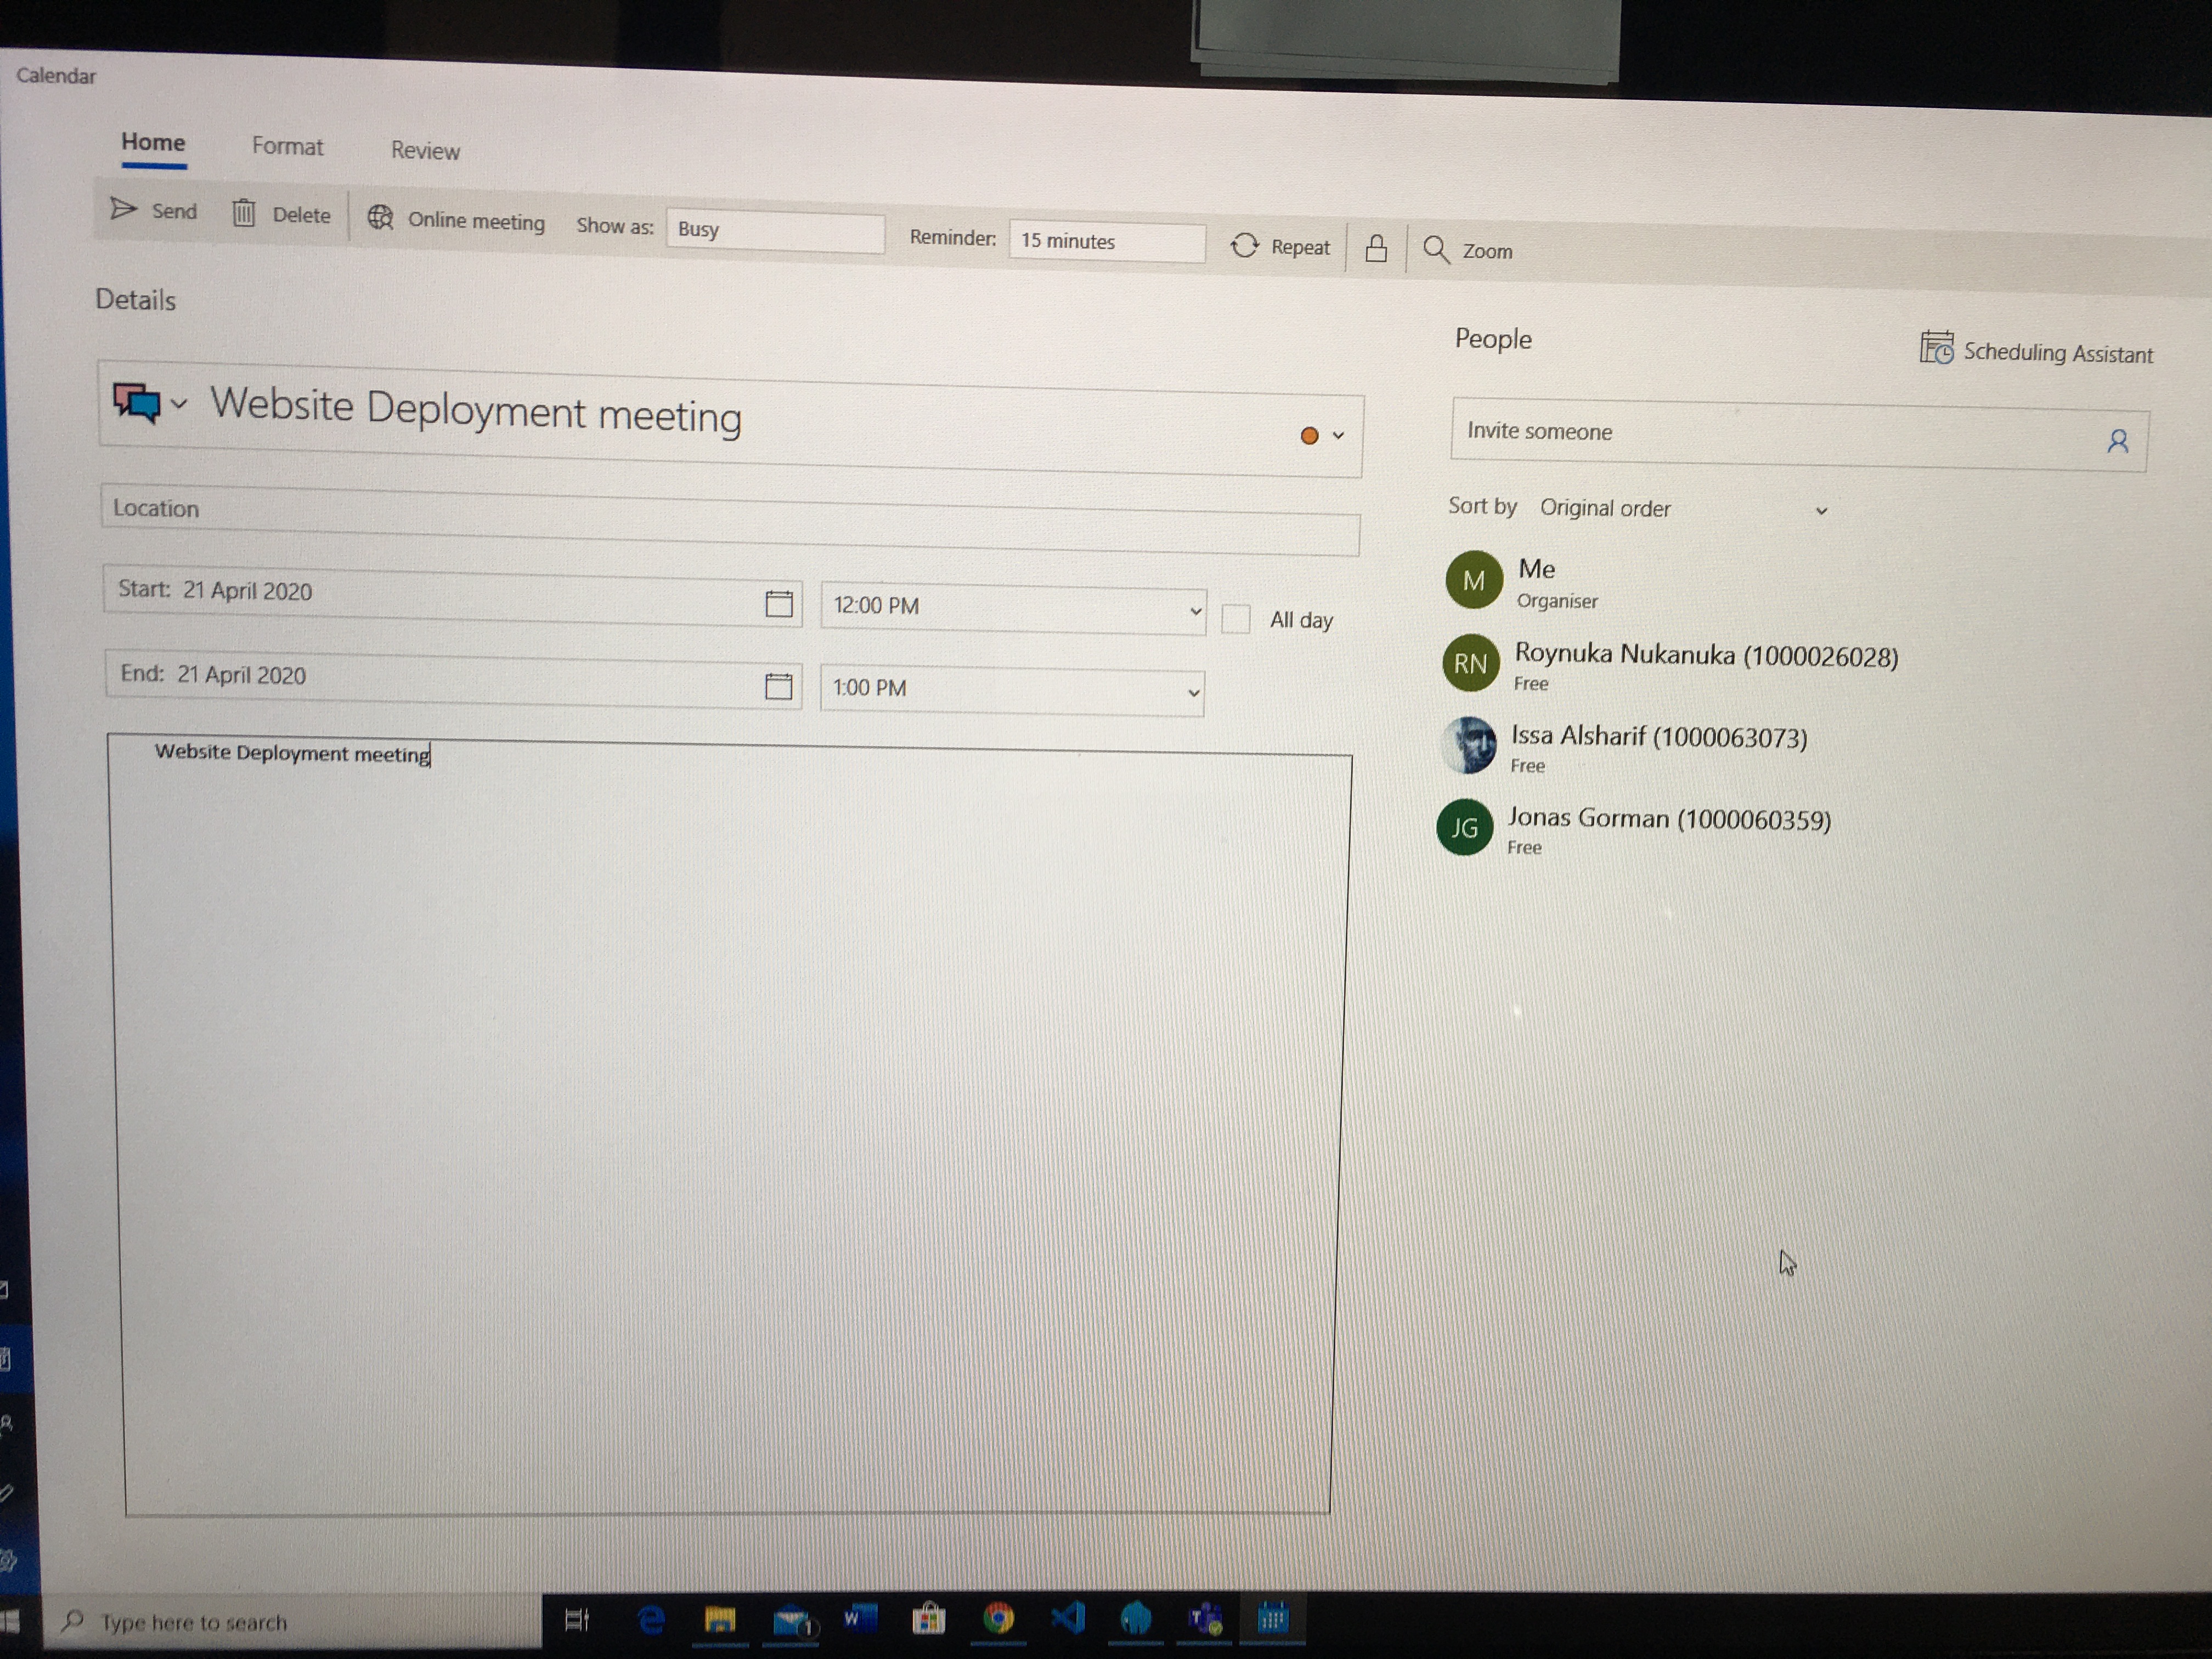 Calendar
Home Format Review
Send Delete Online meeting Show as: Busy Reminder: 15 minutes Repeat Zoom
Details
People Scheduling Assistant
Website Deployment meeting
Invite someone
Location
Sort by Original order
Start: 21 April 2020 12:00 PM All day
M Me
Organiser
End: 21 April 2020 1:00 PM
RN Roynuka Nukanuka (1000026028)
Free
Website Deployment meeting
Issa Alsharif (1000063073)
Free
JG Jonas Gorman (1000060359)
Free
Type here to search 1 W T